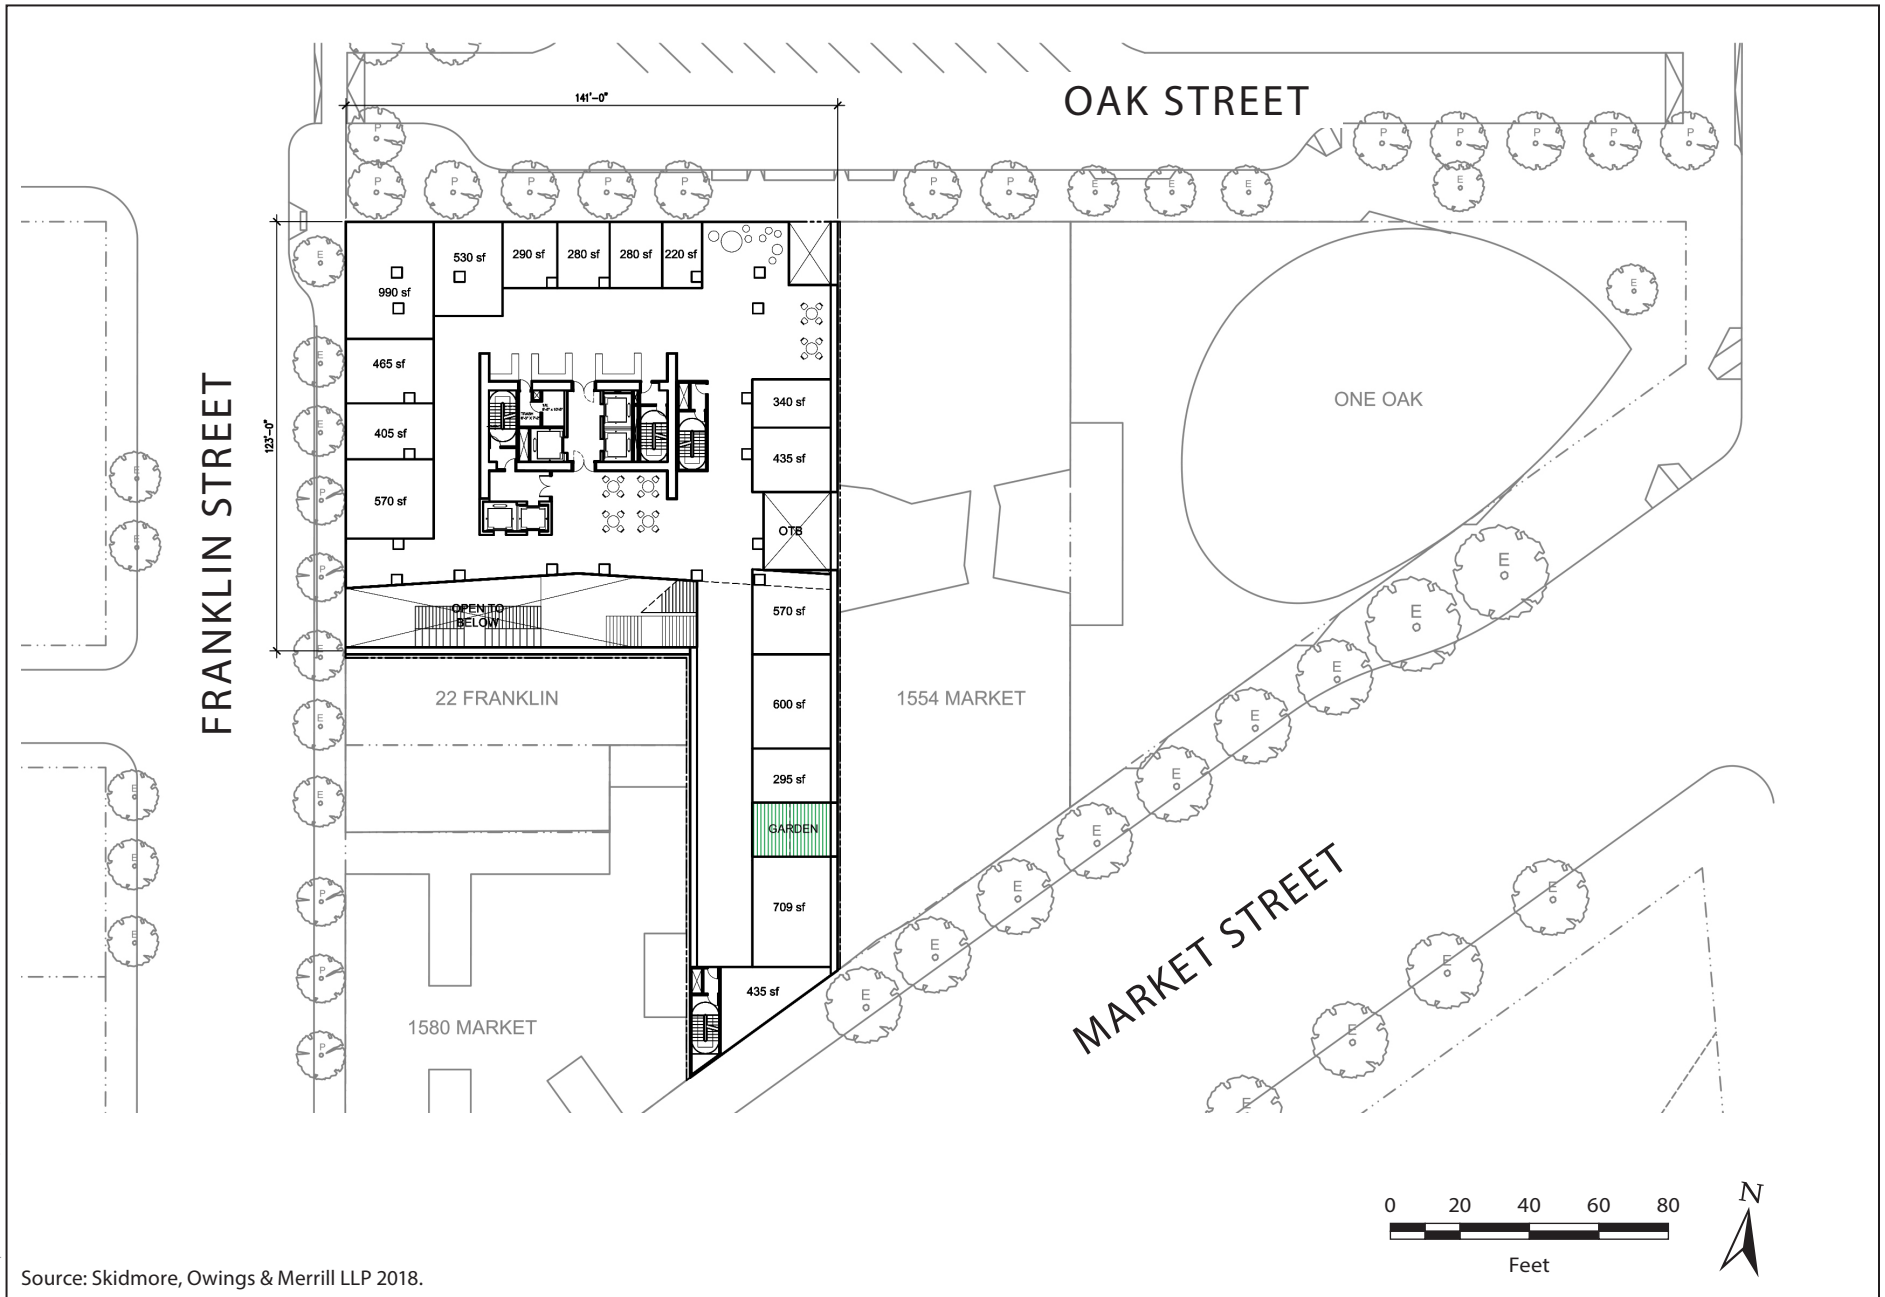 141'-0"
OAK STREET
P
P
P
P
P
P
P
P
P
P
P
P
P
E
E
E
E
E
530 sf
290 sf
280 sf
280 sf
220 sf
990 sf
E
E
465 sf
340 sf
ONE OAK
FRANKLIN STREET
123'-0"
405 sf
435 sf
E
E
E
P
570 sf
OTB
E
P
E
E
OPEN TO
BELOW
570 sf
E
E
22 FRANKLIN
600 sf
1554 MARKET
E
E
E
295 sf
E
E
GARDEN
E
E
P
709 sf
E
E
MARKET STREET
E
E
E
P
435 sf
E
1580 MARKET
P
E
E
0 20 40 60 80
Feet
N
Source: Skidmore, Owings & Merrill LLP 2018.